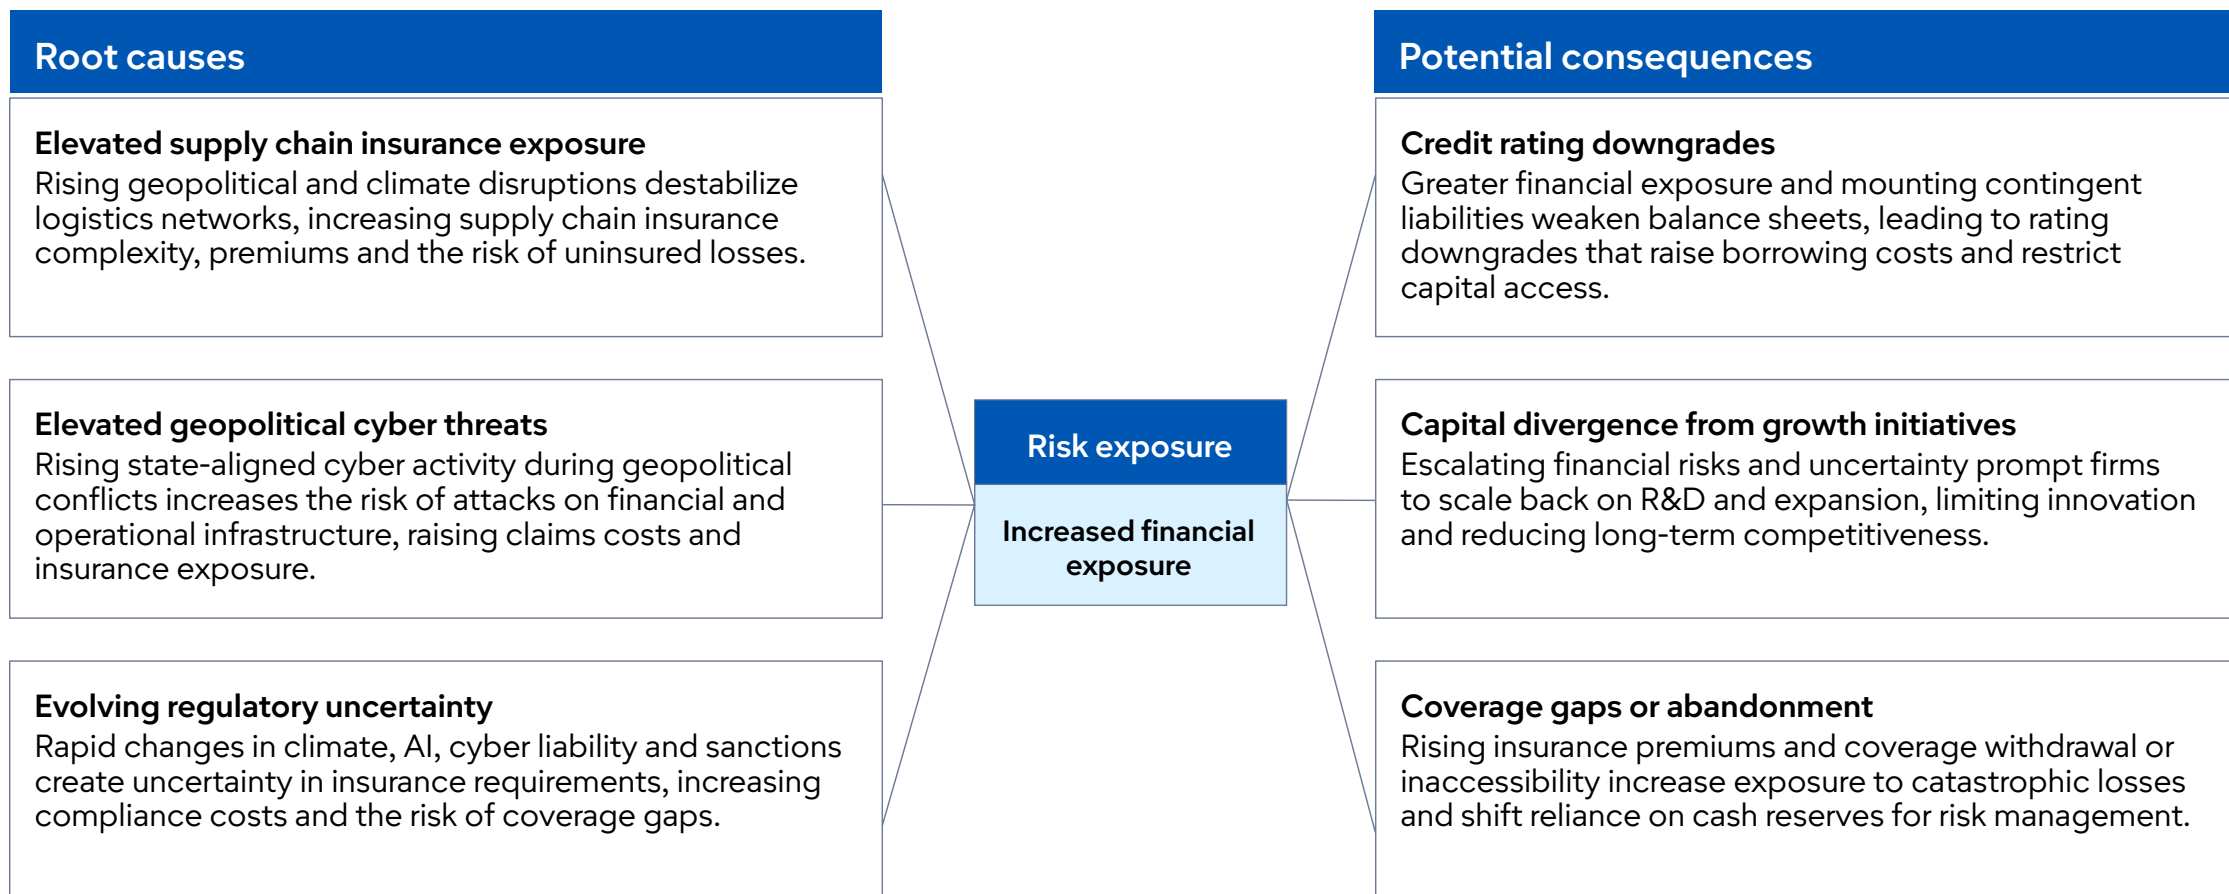 Root causes
Elevated supply chain insurance exposure
Rising geopolitical and climate disruptions destabilize
logistics networks, increasing supply chain insurance
complexity, premiums and the risk of uninsured losses.
Elevated geopolitical cyber threats
Rising state-aligned cyber activity during geopolitical
conflicts increases the risk of attacks on financial and
operational infrastructure, raising claims costs and
insurance exposure.
Evolving regulatory uncertainty
Rapid changes in climate, AI, cyber liability and sanctions
create uncertainty in insurance requirements, increasing
compliance costs and the risk of coverage gaps.
Risk exposure
Increased financial
exposure
Potential consequences
Credit rating downgrades
Greater financial exposure and mounting contingent
liabilities weaken balance sheets, leading to rating
downgrades that raise borrowing costs and restrict
capital access.
Capital divergence from growth initiatives
Escalating financial risks and uncertainty prompt firms
to scale back on R&D and expansion, limiting innovation
and reducing long-term competitiveness.
Coverage gaps or abandonment
Rising insurance premiums and coverage withdrawal or
inaccessibility increase exposure to catastrophic losses
and shift reliance on cash reserves for risk management.